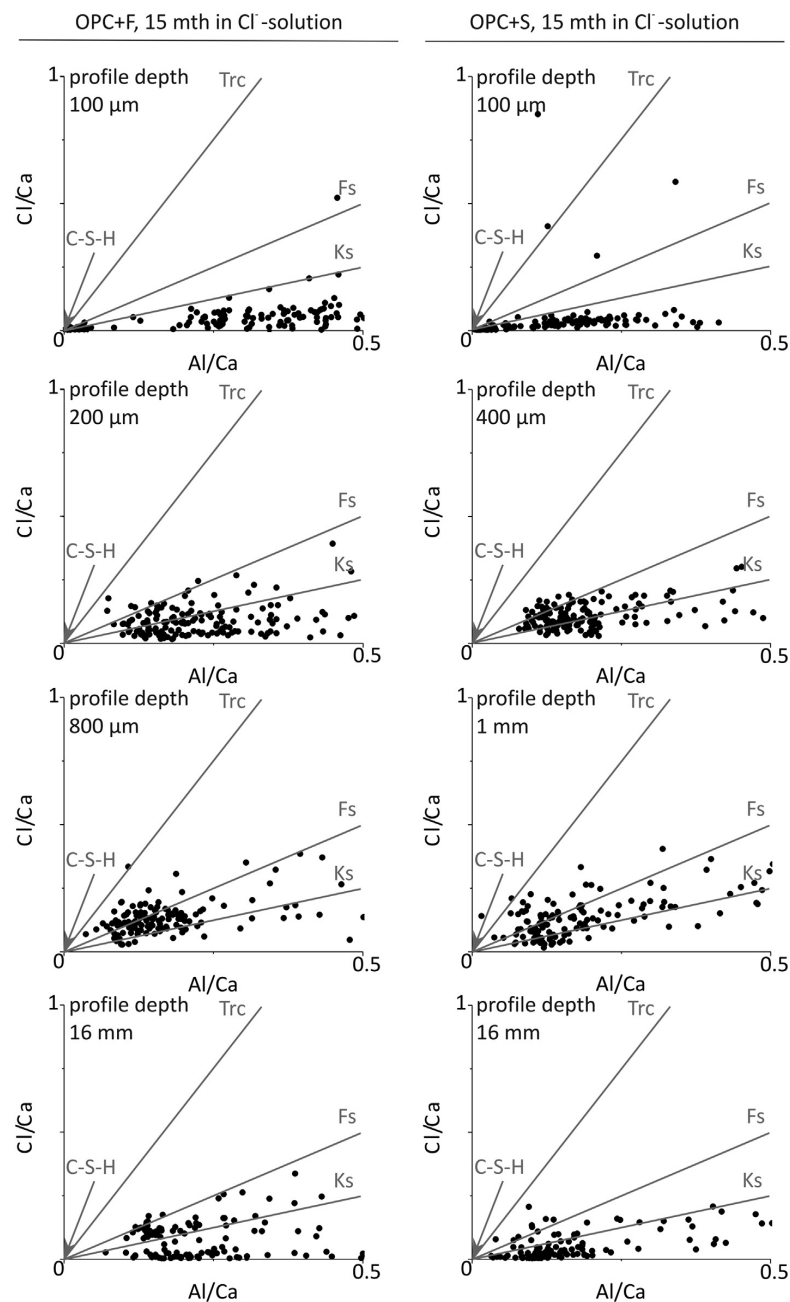 OPC+F, 15 mth in Cl⁻-solution
OPC+S, 15 mth in Cl⁻-solution
1 profile depth
100 µm
Trc
Fs
Ks
C-S-H
Cl/Ca
0
0.5
Al/Ca
1 profile depth
100 µm
Trc
Fs
Ks
C-S-H
Cl/Ca
0
0.5
Al/Ca
1 profile depth
200 µm
Trc
Fs
Ks
C-S-H
Cl/Ca
0
0.5
Al/Ca
1 profile depth
400 µm
Trc
Fs
Ks
C-S-H
Cl/Ca
0
0.5
Al/Ca
1 profile depth
800 µm
Trc
Fs
Ks
C-S-H
Cl/Ca
0
0.5
Al/Ca
1 profile depth
1 mm
Trc
Fs
Ks
C-S-H
Cl/Ca
0
0.5
Al/Ca
1 profile depth
16 mm
Trc
Fs
Ks
C-S-H
Cl/Ca
0
0.5
Al/Ca
1 profile depth
16 mm
Trc
Fs
Ks
C-S-H
Cl/Ca
0
0.5
Al/Ca